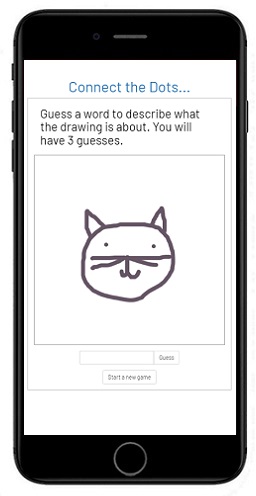 Connect the Dots...
Guess a word to describe what
the drawing is about. You will
have 3 guesses.
Guess
Start a new game